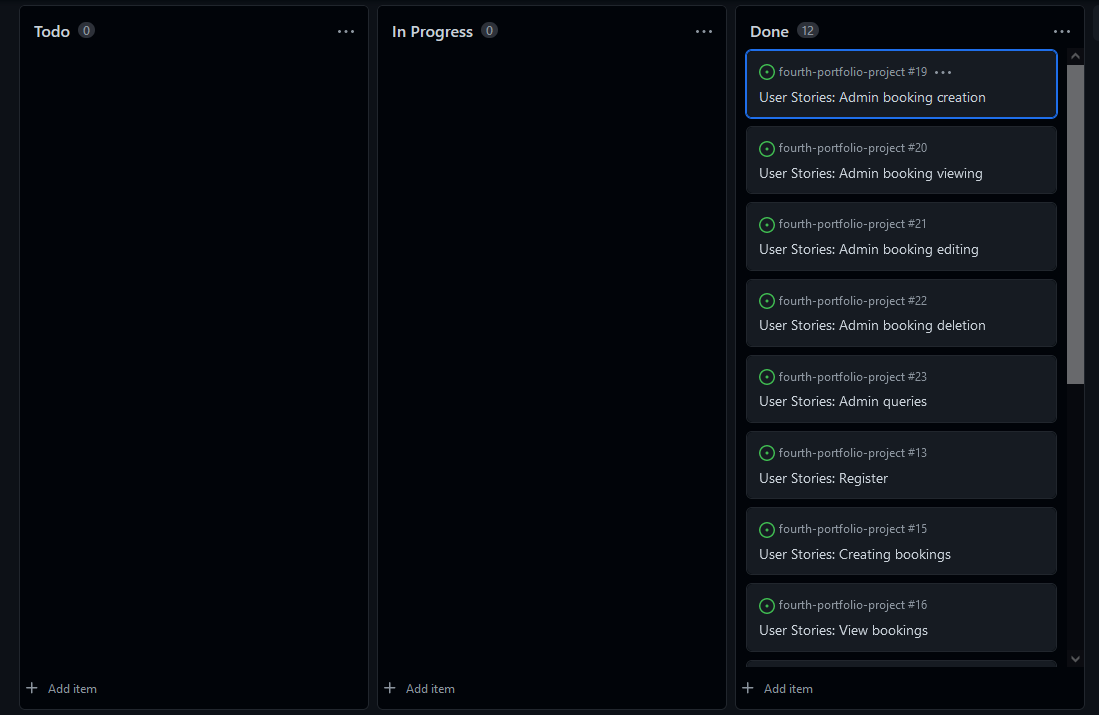 Todo 0
Add item
In Progress 0
Add item
Done 12
fourth-portfolio-project #19
User Stories: Admin booking creation
fourth-portfolio-project #20
User Stories: Admin booking viewing
fourth-portfolio-project #21
User Stories: Admin booking editing
fourth-portfolio-project #22
User Stories: Admin booking deletion
fourth-portfolio-project #23
User Stories: Admin queries
fourth-portfolio-project #13
User Stories: Register
fourth-portfolio-project #15
User Stories: Creating bookings
fourth-portfolio-project #16
User Stories: View bookings
Add item